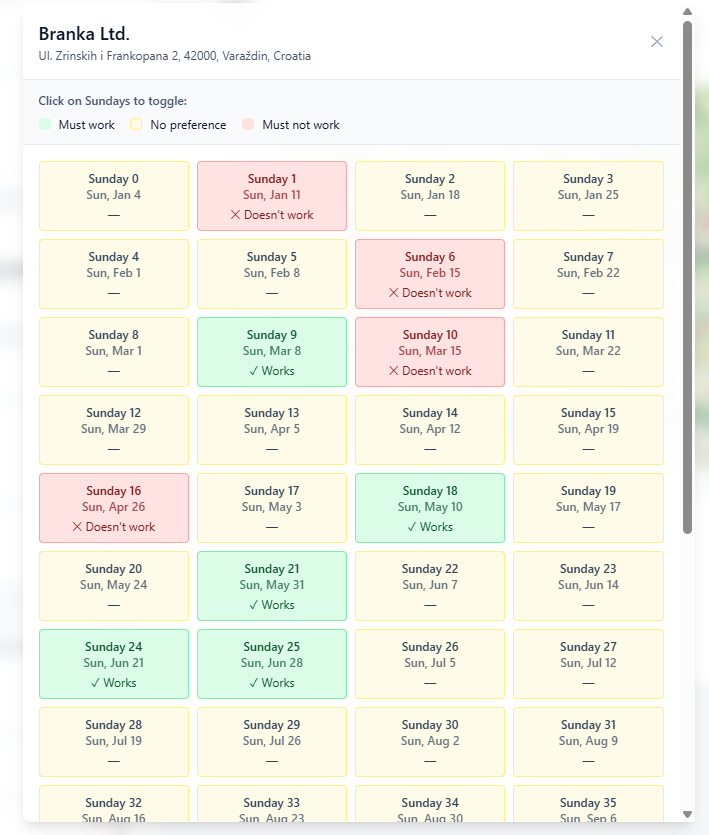 Branka Ltd.
Ul. Zrinskih i Frankopana 2, 42000, Varaždin, Croatia
Click on Sundays to toggle:
Must work No preference Must not work
Sunday 0 Sunday 1 Sunday 2 Sunday 3
Sun, Jan 4 Sun, Jan 11 Sun, Jan 18 Sun, Jan 25
— ✕ Doesn't work — —
Sunday 4 Sunday 5 Sunday 6 Sunday 7
Sun, Feb 1 Sun, Feb 8 Sun, Feb 15 Sun, Feb 22
— — ✕ Doesn't work —
Sunday 8 Sunday 9 Sunday 10 Sunday 11
Sun, Mar 1 Sun, Mar 8 Sun, Mar 15 Sun, Mar 22
— ✓ Works ✕ Doesn't work —
Sunday 12 Sunday 13 Sunday 14 Sunday 15
Sun, Mar 29 Sun, Apr 5 Sun, Apr 12 Sun, Apr 19
— — — —
Sunday 16 Sunday 17 Sunday 18 Sunday 19
Sun, Apr 26 Sun, May 3 Sun, May 10 Sun, May 17
✕ Doesn't work — ✓ Works —
Sunday 20 Sunday 21 Sunday 22 Sunday 23
Sun, May 24 Sun, May 31 Sun, Jun 7 Sun, Jun 14
— ✓ Works — —
Sunday 24 Sunday 25 Sunday 26 Sunday 27
Sun, Jun 21 Sun, Jun 28 Sun, Jul 5 Sun, Jul 12
✓ Works ✓ Works — —
Sunday 28 Sunday 29 Sunday 30 Sunday 31
Sun, Jul 19 Sun, Jul 26 Sun, Aug 2 Sun, Aug 9
— — — —
Sunday 32 Sunday 33 Sunday 34 Sunday 35
Sun, Aug 16 Sun, Aug 23 Sun, Aug 30 Sun, Sep 6